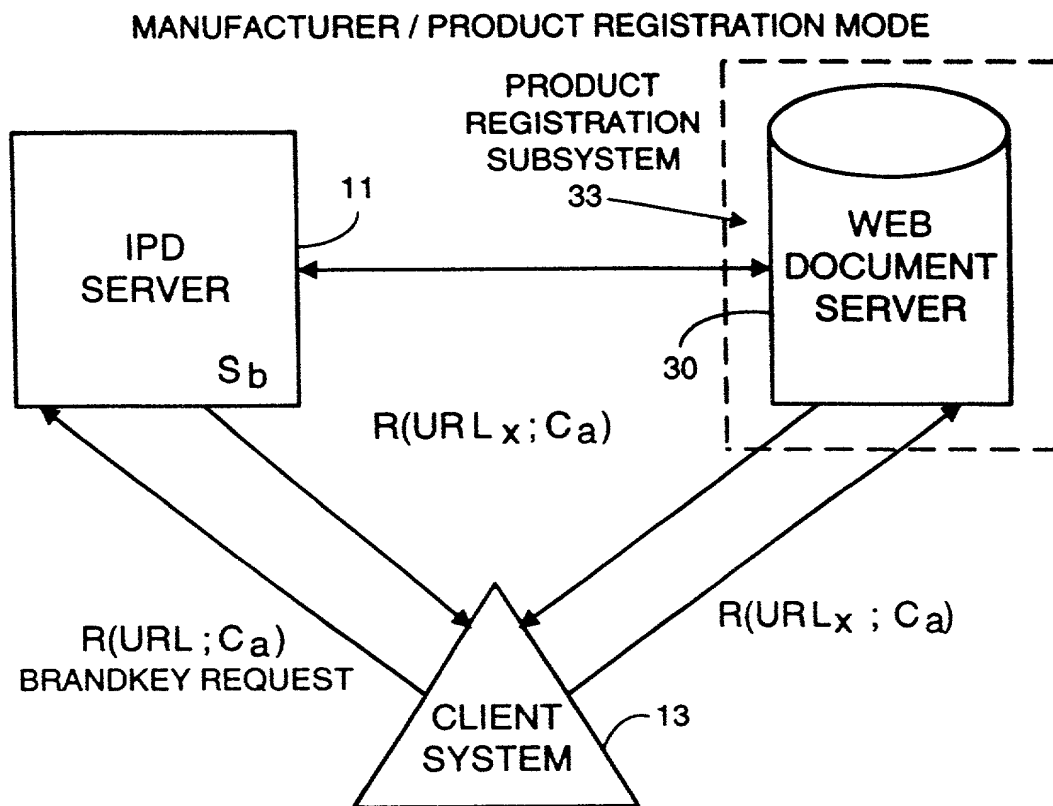 MANUFACTURER / PRODUCT REGISTRATION MODE
PRODUCT
REGISTRATION
SUBSYSTEM
33
11
IPD
SERVER
Sb
WEB
DOCUMENT
SERVER
30
R(URLx ; Ca)
R(URL ; Ca)
BRANDKEY REQUEST
R(URLx ; Ca)
CLIENT
SYSTEM
13